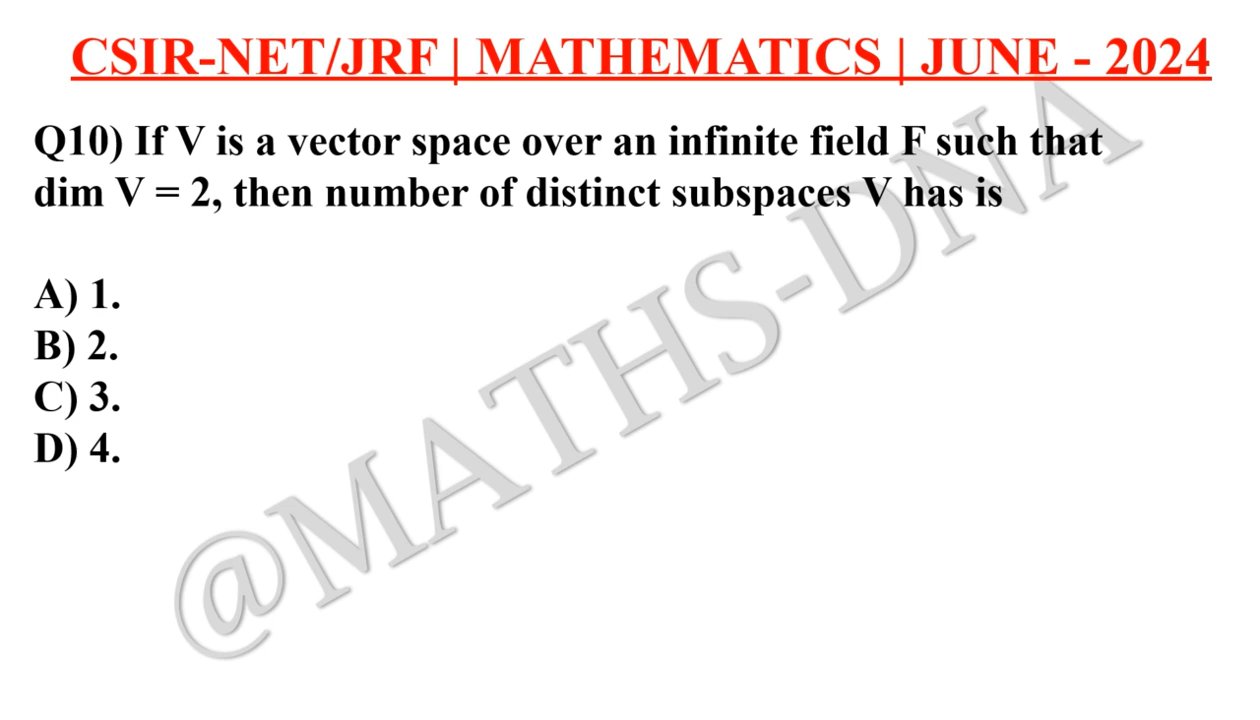 CSIR-NET/JRF | MATHEMATICS | JUNE - 2024
Q10) If V is a vector space over an infinite field F such that
dim V = 2, then number of distinct subspaces V has is
A) 1.
B) 2.
C) 3.
D) 4.
@MATHS-DNA